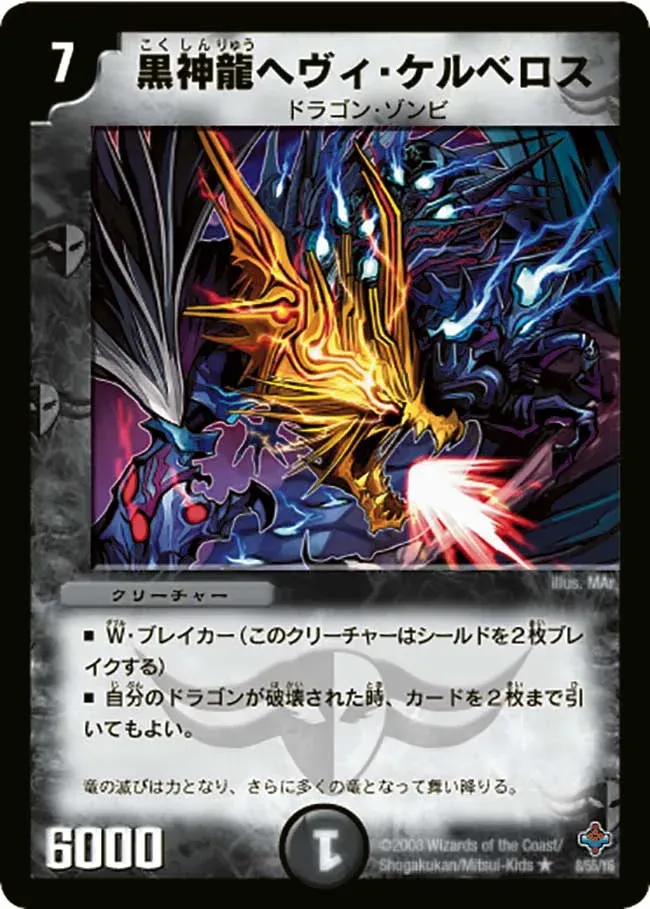 7
こくしんりゅう
黒神龍ヘヴィ・ケルベロス
ドラゴン・ゾンビ
illus. MAr
クリーチャー
■ W・ブレイカー(このクリーチャーはシールドを2枚ブレ
イクする)
■ 自分のドラゴンが破壊された時、カードを2枚まで引
いてもよい。
竜の滅びは力となり、さらに多くの竜となって舞い降りる。
6000
1
©2008 Wizards of the Coast/
Shogakukan/Mitsui-Kids ★
8/55/Y6